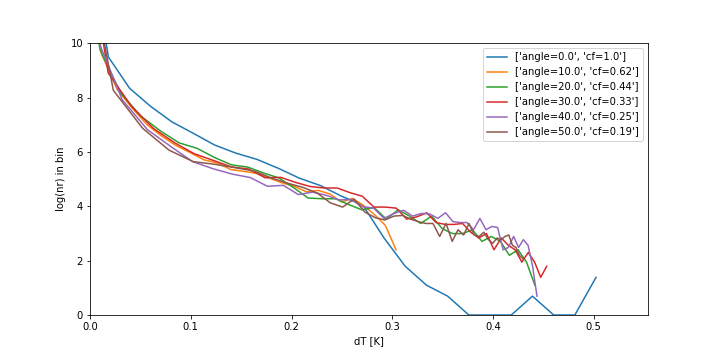 10
8
6
4
2
0
log(nr) in bin
['angle=0.0', 'cf=1.0']
['angle=10.0', 'cf=0.62']
['angle=20.0', 'cf=0.44']
['angle=30.0', 'cf=0.33']
['angle=40.0', 'cf=0.25']
['angle=50.0', 'cf=0.19']
0.0 0.1 0.2 0.3 0.4 0.5
dT [K]